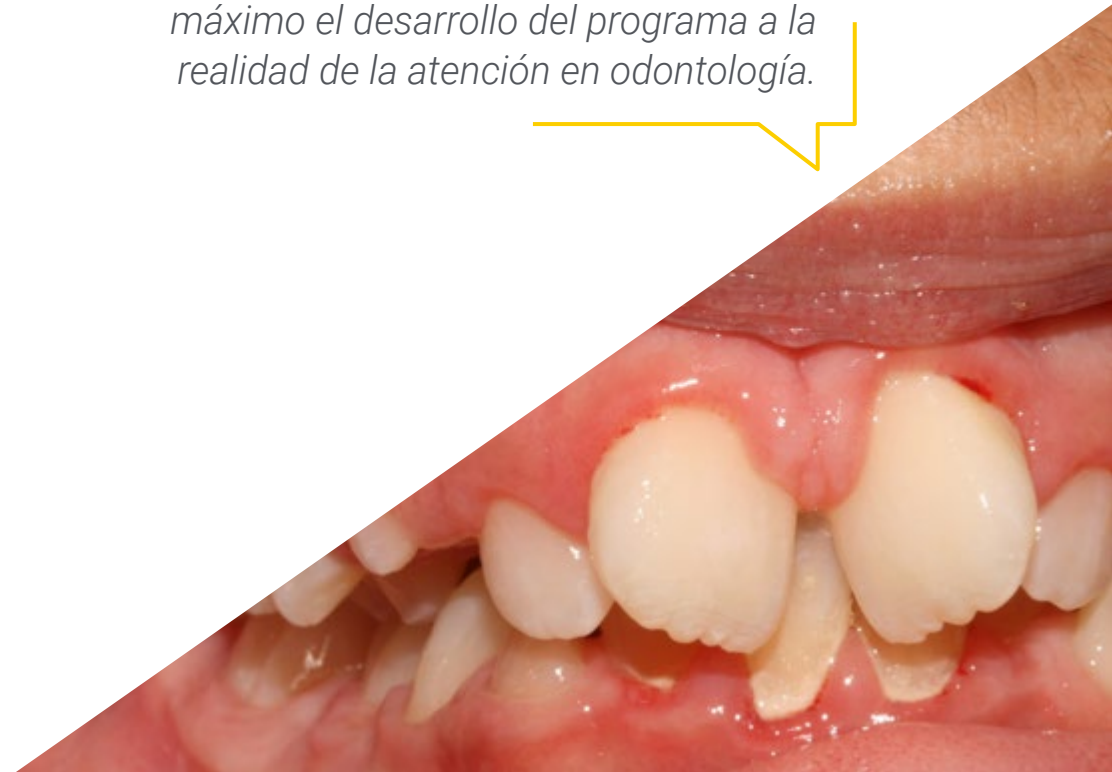 máximo el desarrollo del programa a la
realidad de la atención en odontología.